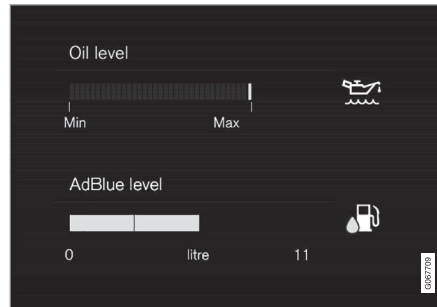 Oil level
Min Max
AdBlue level
0 litre 11
G067709